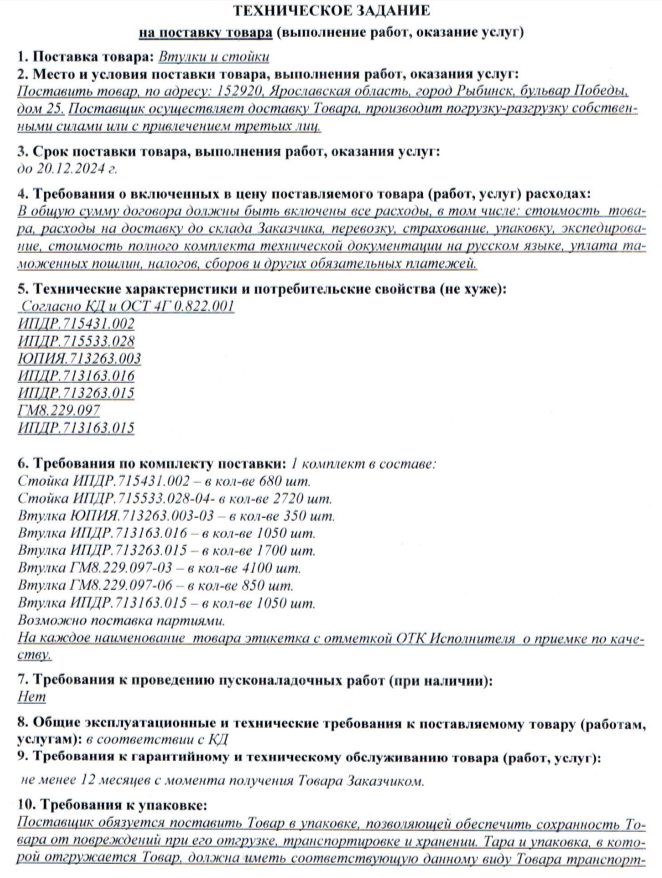 ТЕХНИЧЕСКОЕ ЗАДАНИЕ
на поставку товара (выполнение работ, оказание услуг)
1. Поставка товара: Втулки и стойки
2. Место и условия поставки товара, выполнения работ, оказания услуг:
Поставить товар, по адресу: 152920, Ярославская область, город Рыбинск, бульвар Победы,
дом 25. Поставщик осуществляет доставку Товара, производит погрузку-разгрузку собствен-
ными силами или с привлечением третьих лиц.
3. Срок поставки товара, выполнения работ, оказания услуг:
до 20.12.2024 г.
4. Требования о включенных в цену поставляемого товара (работ, услуг) расходах:
В общую сумму договора должны быть включены все расходы, в том числе: стоимость това-
ра, расходы на доставку до склада Заказчика, перевозку, страхование, упаковку, экспедирова-
ние, стоимость полного комплекта технической документации на русском языке, уплата та-
моженных пошлин, налогов, сборов и других обязательных платежей.
5. Технические характеристики и потребительские свойства (не хуже):
Согласно КД и ОСТ 4Г 0.822.001
ИПДР.715431.002
ИПДР.715533.028
ЮПИЯ.713263.003
ИПДР.713163.016
ИПДР.713263.015
ГМ8.229.097
ИПДР.713163.015
6. Требования по комплекту поставки: 1 комплект в составе:
Стойка ИПДР.715431.002 – в кол-ве 680 шт.
Стойка ИПДР.715533.028-04- в кол-ве 2720 шт.
Втулка ЮПИЯ.713263.003-03 – в кол-ве 350 шт.
Втулка ИПДР.713163.016 – в кол-ве 1050 шт.
Втулка ИПДР.713263.015 – в кол-ве 1700 шт.
Втулка ГМ8.229.097-03 – в кол-ве 4100 шт.
Втулка ГМ8.229.097-06 – в кол-ве 850 шт.
Втулка ИПДР.713163.015 – в кол-ве 1050 шт.
Возможно поставка партиями.
На каждое наименование товара этикетка с отметкой ОТК Исполнителя о приемке по каче-
ству.
7. Требования к проведению пусконаладочных работ (при наличии):
Нет
8. Общие эксплуатационные и технические требования к поставляемому товару (работам,
услугам): в соответствии с КД
9. Требования к гарантийному и техническому обслуживанию товара (работ, услуг):
не менее 12 месяцев с момента получения Товара Заказчиком.
10. Требования к упаковке:
Поставщик обязуется поставить Товар в упаковке, позволяющей обеспечить сохранность То-
вара от повреждений при его отгрузке, транспортировке и хранении. Тара и упаковка, в кото-
рой отгружается Товар, должна иметь соответствующую данному виду Товара транспорт-